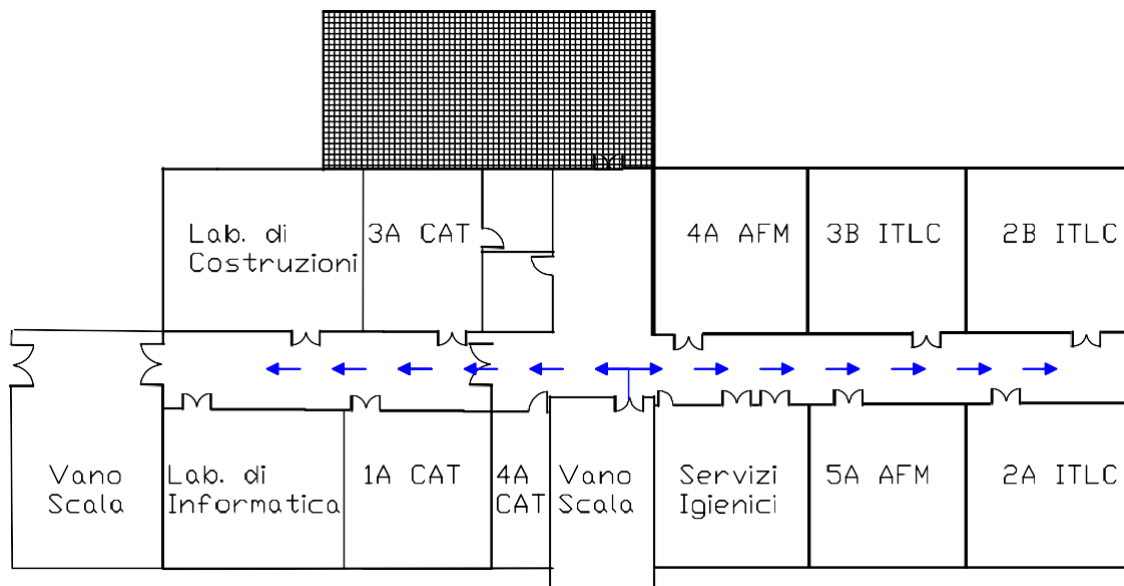 Lab. di
Costruzioni
3A CAT
4A AFM
3B ITLC
2B ITLC
Vano
Scala
Lab. di
Informatica
1A CAT
4A
CAT
Vano
Scala
Servizi
Igienici
5A AFM
2A ITLC